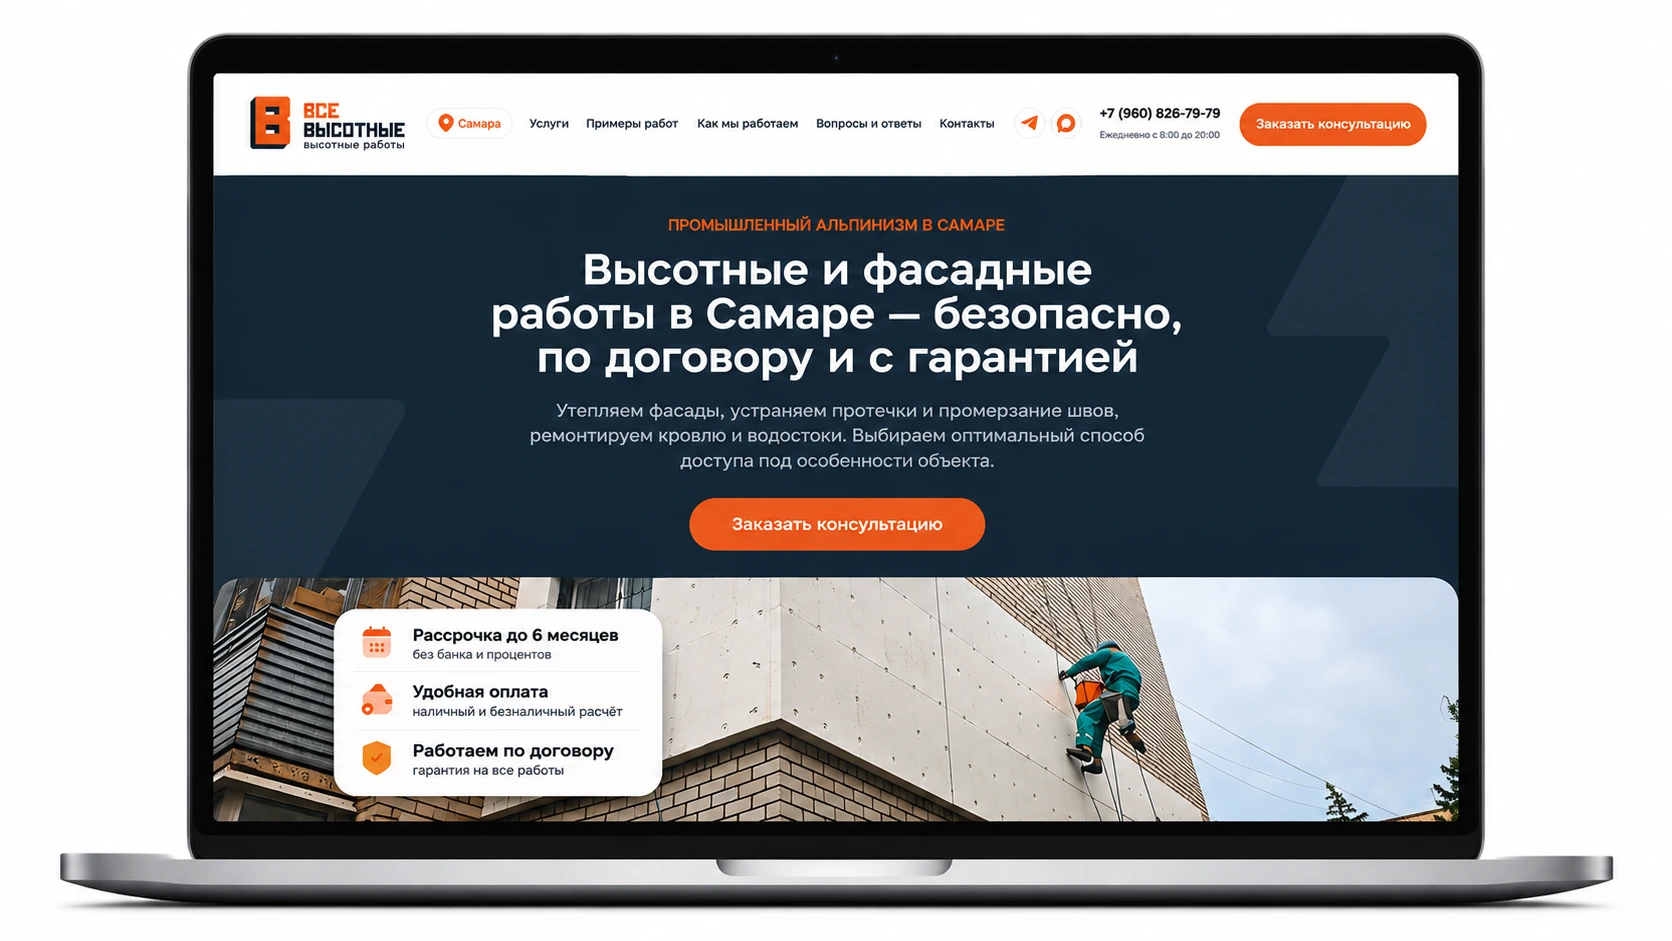 ВСЕ
ВЫСОТНЫЕ
высотные работы
Самара
Услуги
Примеры работ
Как мы работаем
Вопросы и ответы
Контакты
+7 (960) 826-79-79
Ежедневно с 8:00 до 20:00
Заказать консультацию
ПРОМЫШЛЕННЫЙ АЛЬПИНИЗМ В САМАРЕ
Высотные и фасадные
работы в Самаре — безопасно,
по договору и с гарантией
Утепляем фасады, устраняем протечки и промерзание швов,
ремонтируем кровлю и водостоки. Выбираем оптимальный способ
доступа под особенности объекта.
Заказать консультацию
Рассрочка до 6 месяцев
без банка и процентов
Удобная оплата
наличный и безналичный расчёт
Работаем по договору
гарантия на все работы